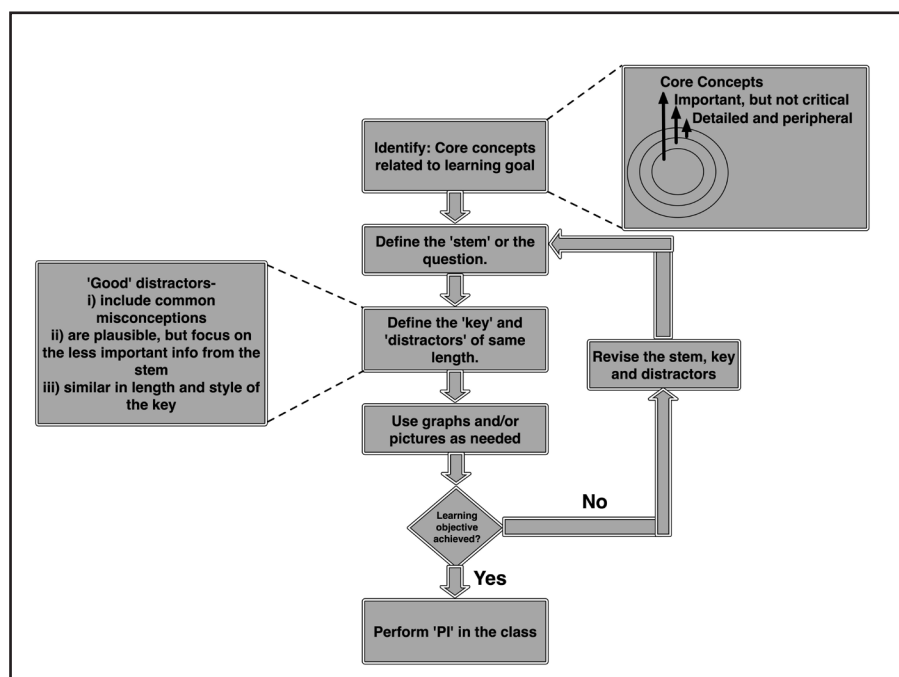 Core Concepts
Important, but not critical
Detailed and peripheral
Identify: Core concepts
related to learning goal
Define the 'stem' or the
question.
'Good' distractors-
i) include common
misconceptions
ii) are plausible, but focus on
the less important info from the
stem
iii) similar in length and style of
the key
Define the 'key' and
'distractors' of same
length.
Revise the stem, key
and distractors
Use graphs and/or
pictures as needed
Learning
objective
achieved?
No
Yes
Perform 'PI' in the class